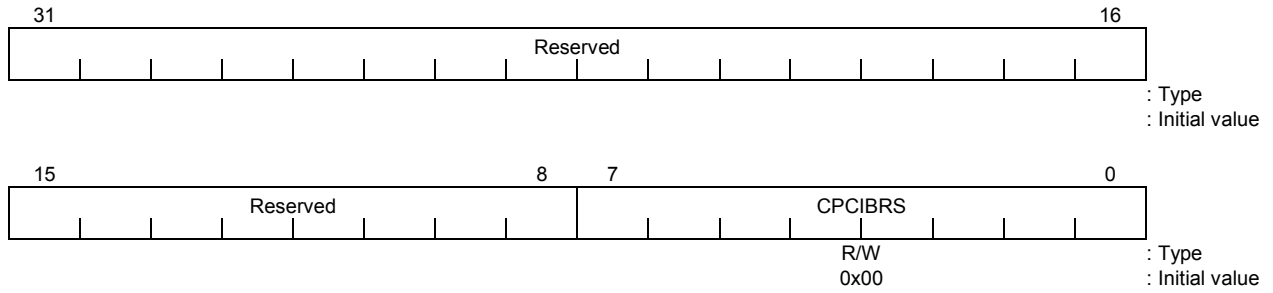 31 16
Reserved
: Type
: Initial value
15 8 7 0
Reserved CPCIBRS
R/W : Type
0x00 : Initial value